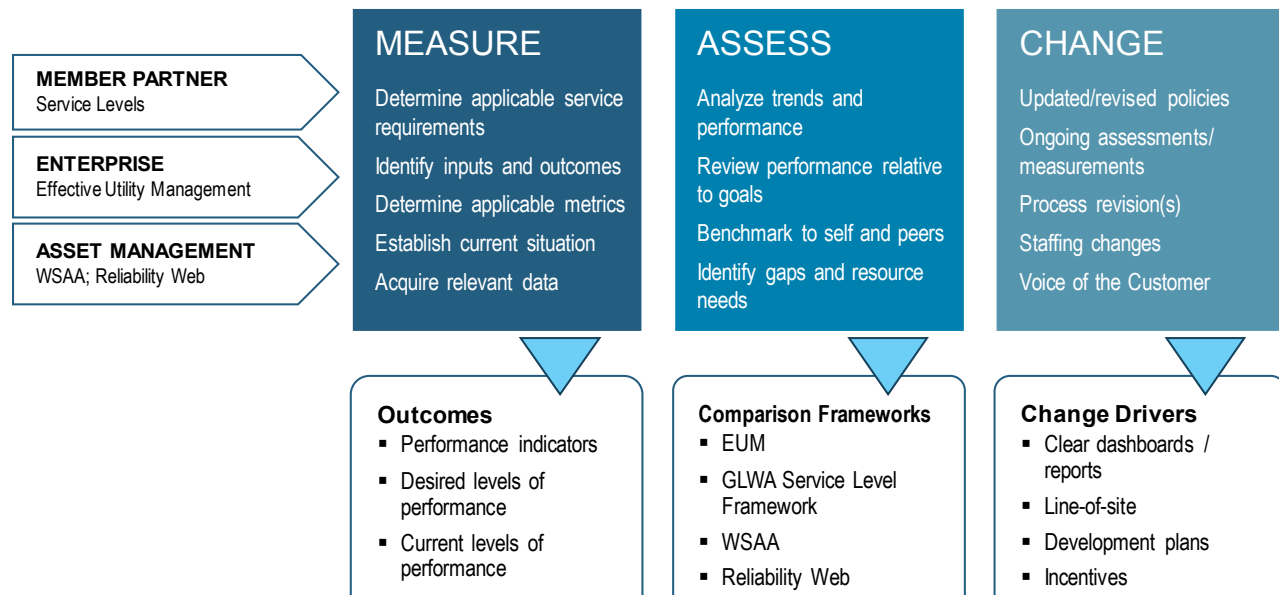 MEMBER PARTNER
Service Levels
ENTERPRISE
Effective Utility Management
ASSET MANAGEMENT
WSAA; Reliability Web
MEASURE
Determine applicable service
requirements
Identify inputs and outcomes
Determine applicable metrics
Establish current situation
Acquire relevant data
ASSESS
Analyze trends and
performance
Review performance relative
to goals
Benchmark to self and peers
Identify gaps and resource
needs
CHANGE
Updated/revised policies
Ongoing assessments/
measurements
Process revision(s)
Staffing changes
Voice of the Customer
Outcomes
▪ Performance indicators
▪ Desired levels of
performance
▪ Current levels of
performance
Comparison Frameworks
▪ EUM
▪ GLWA Service Level
Framework
▪ WSAA
▪ Reliability Web
Change Drivers
▪ Clear dashboards /
reports
▪ Line-of-site
▪ Development plans
▪ Incentives